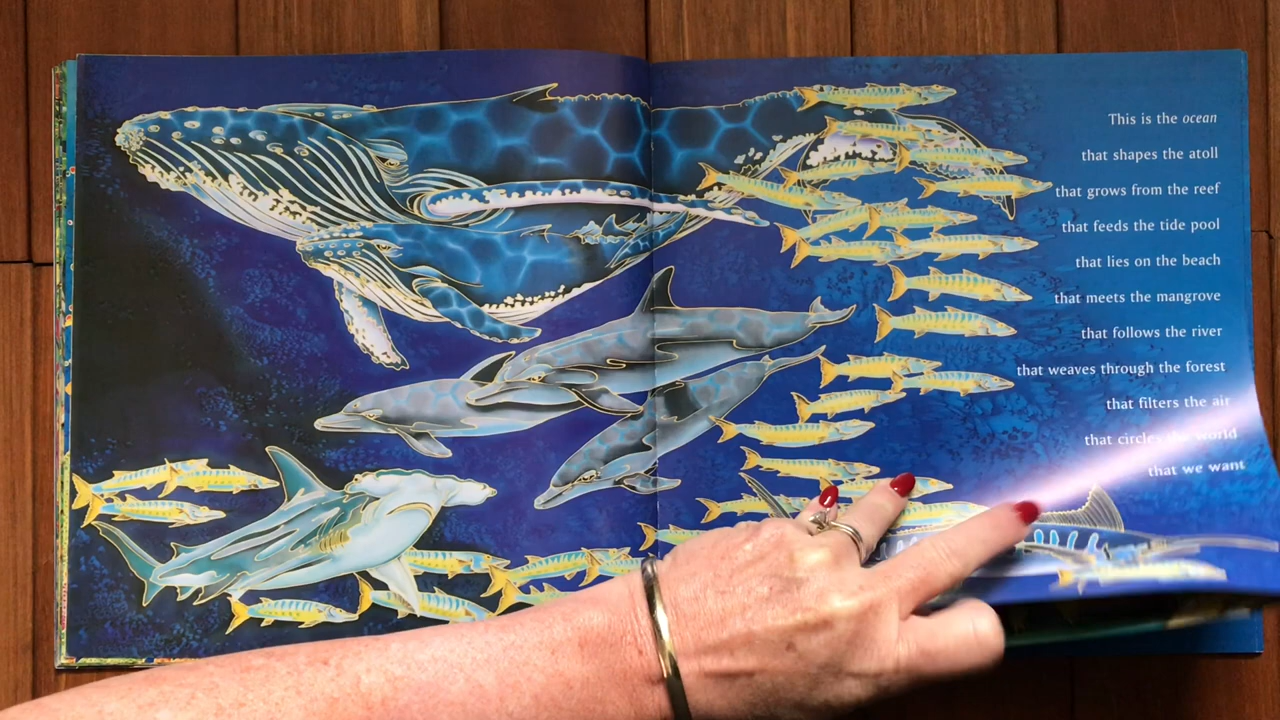 This is the ocean
that shapes the atoll
that grows from the reef
that feeds the tide pool
that lies on the beach
that meets the mangrove
that follows the river
that weaves through the forest
that filters the air
that circles the world
that we want